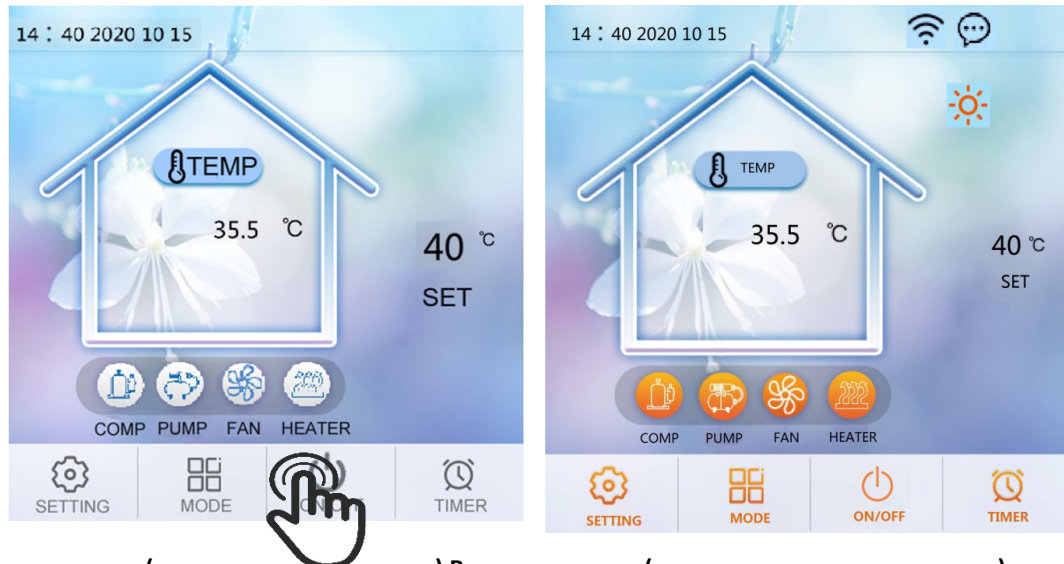 14：40 2020 10 15
TEMP
35.5 ℃
40 ℃
SET
COMP PUMP FAN HEATER
SETTING MODE TIMER
14：40 2020 10 15
TEMP
35.5 ℃
40 ℃
SET
COMP PUMP FAN HEATER
SETTING MODE ON/OFF TIMER